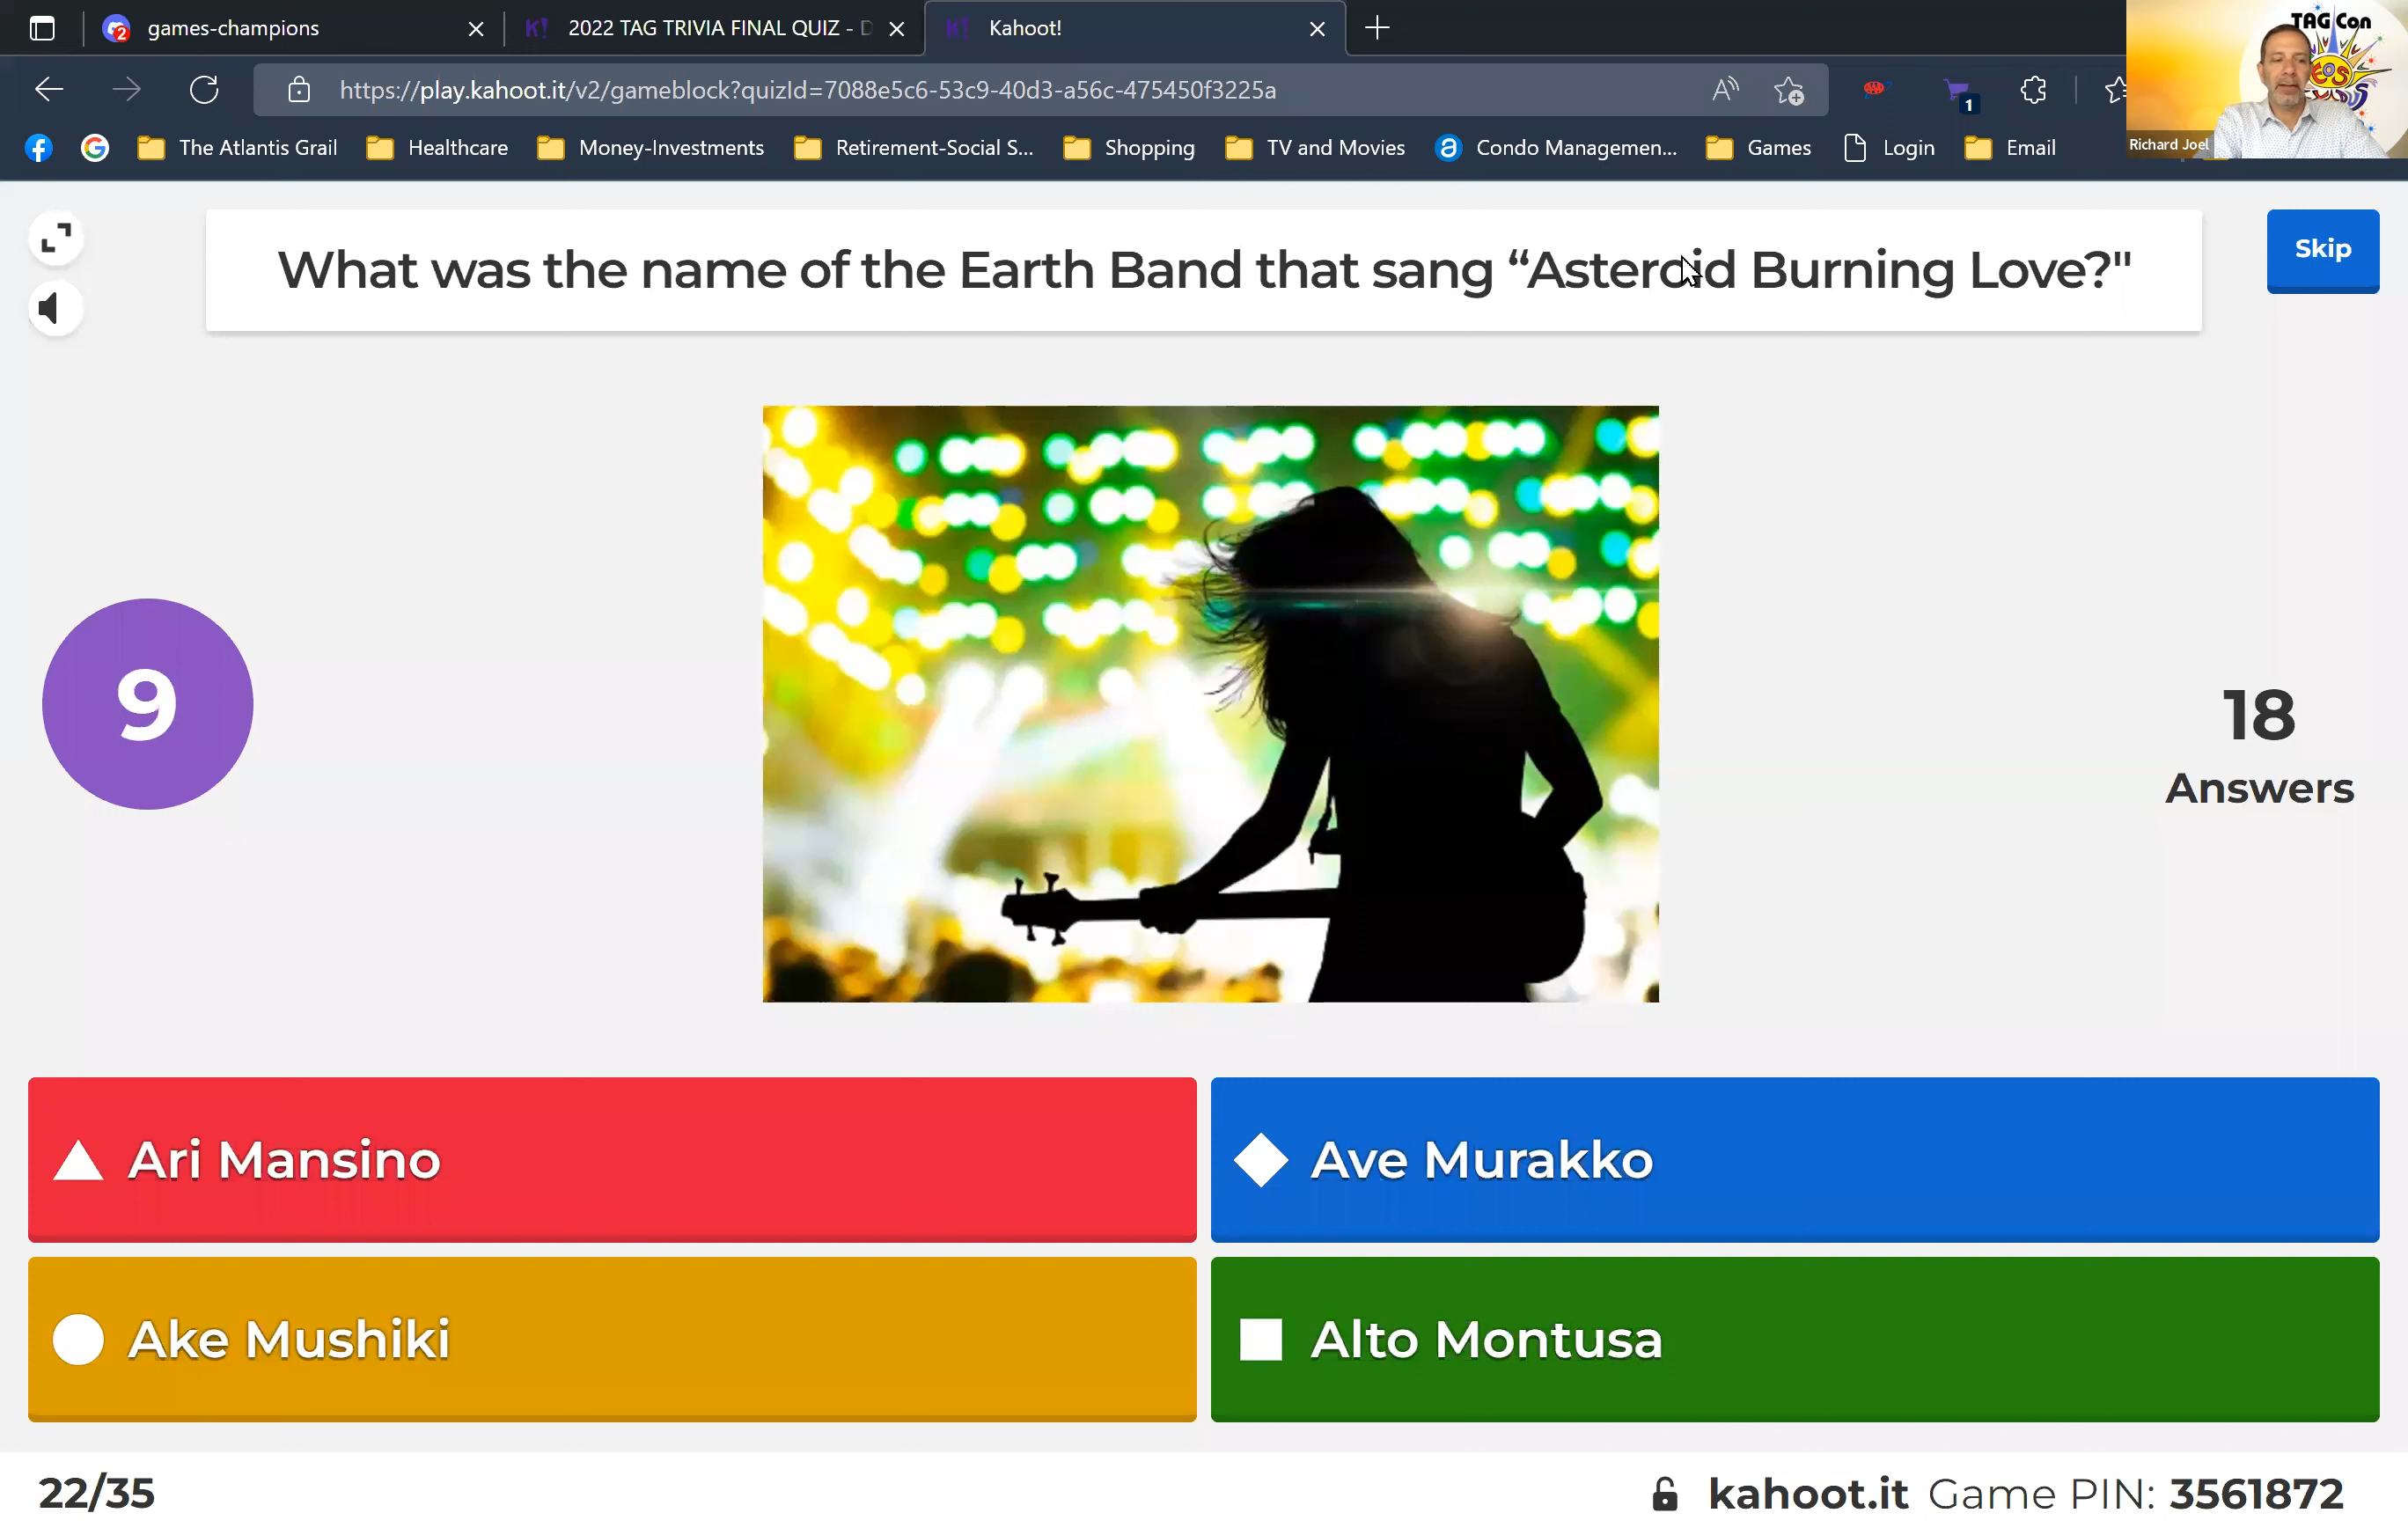 games-champions
2022 TAG TRIVIA FINAL QUIZ - D
Kahoot!
TAG Con
https://play.kahoot.it/v2/gameblock?quizId=7088e5c6-53c9-40d3-a56c-475450f3225a
1
The Atlantis Grail
Healthcare
Money-Investments
Retirement-Social S...
Shopping
TV and Movies
Condo Managemen...
Games
Login
Email
Richard Joel
What was the name of the Earth Band that sang “Asteroid Burning Love?"
Skip
9
18
Answers
Ari Mansino
Ave Murakko
Ake Mushiki
Alto Montusa
22/35
kahoot.it Game PIN: 3561872